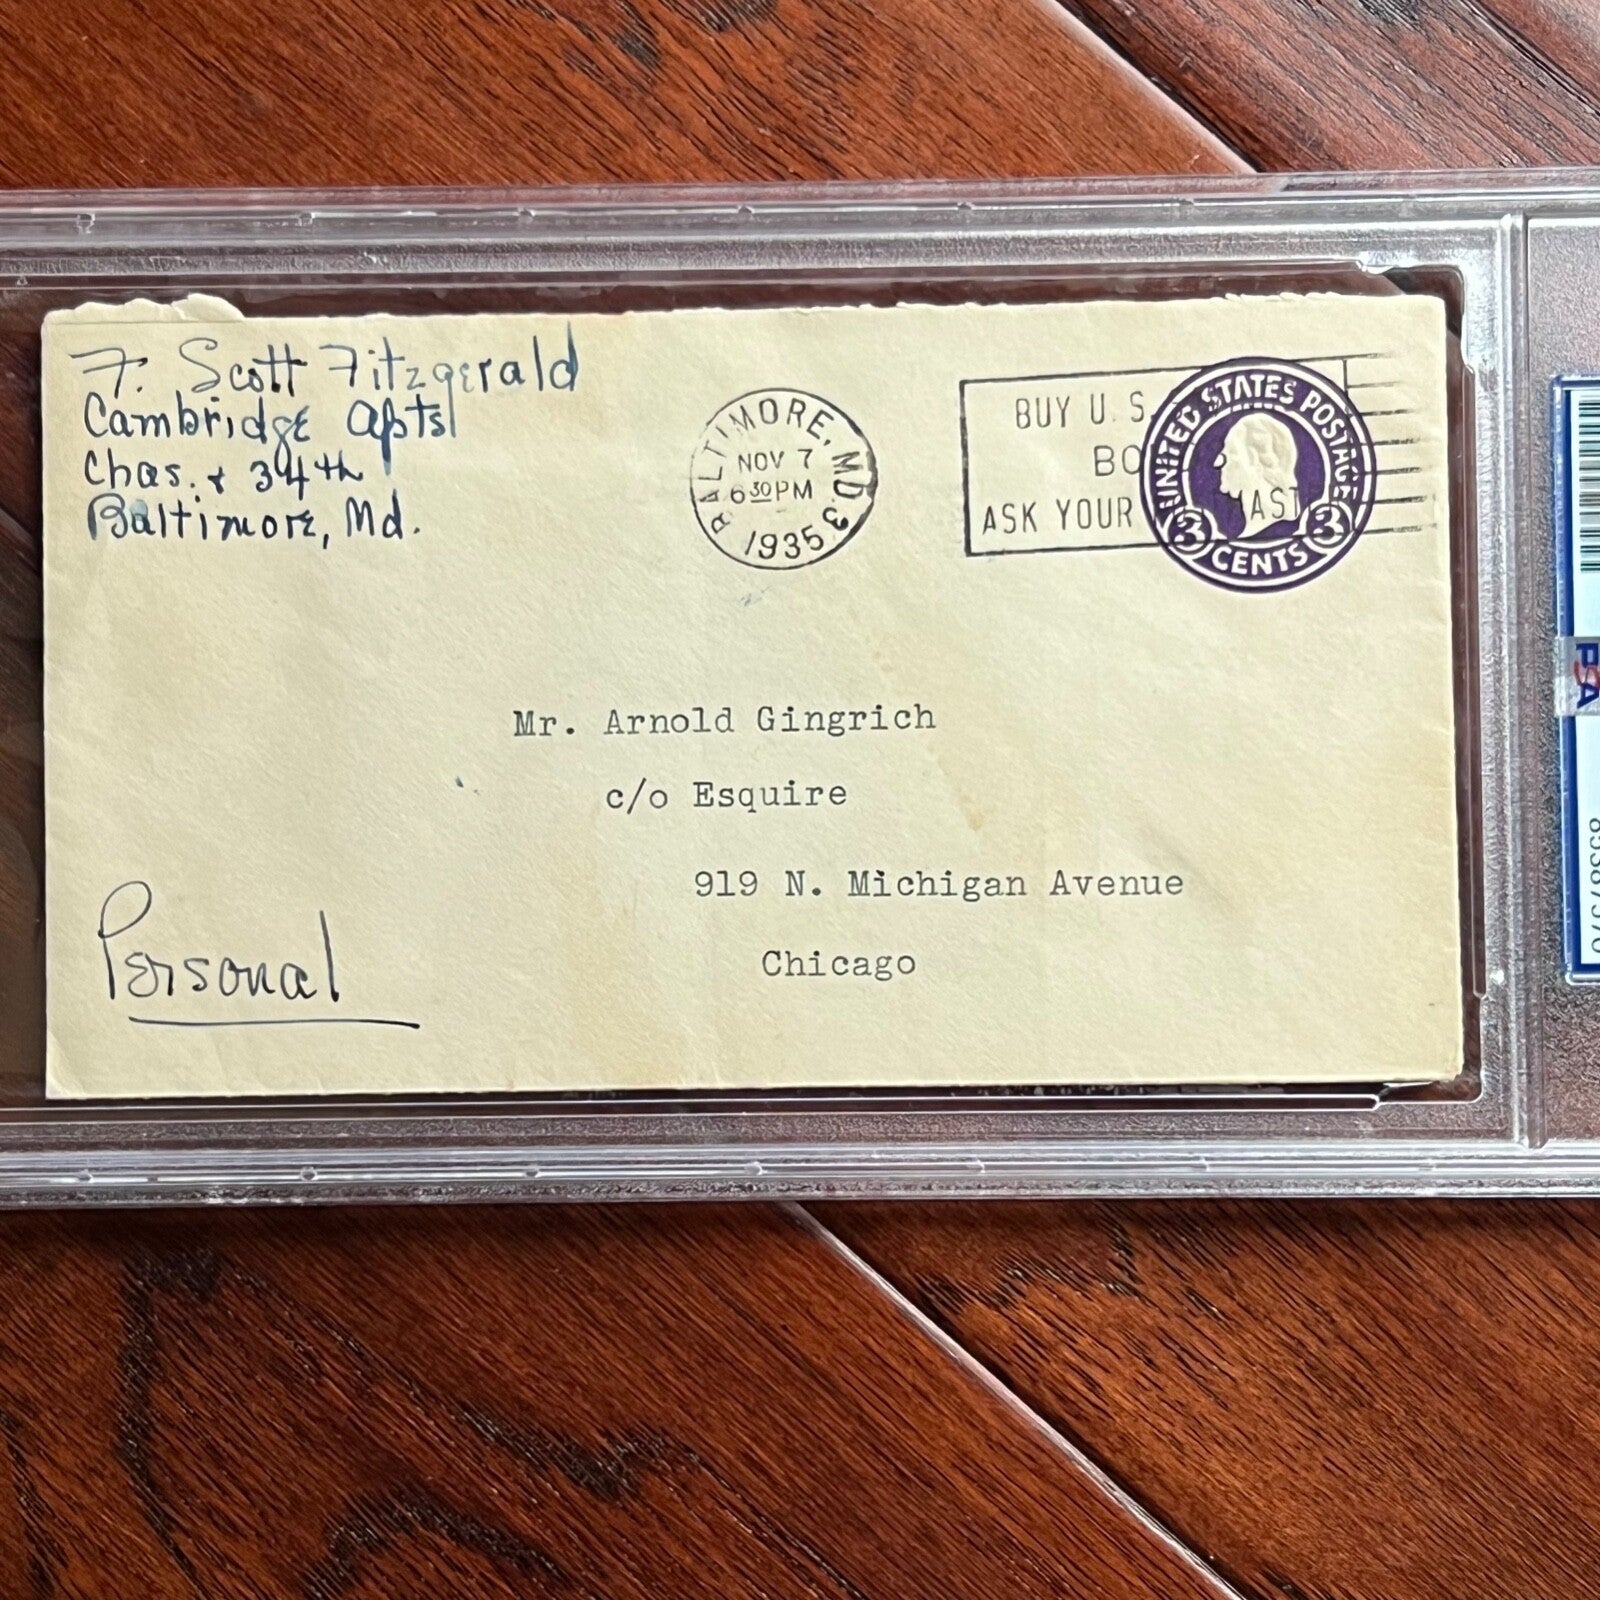 F. Scott Fitzgerald
Cambridge Apts
Chas. + 34th
Baltimore, Md.
BALTIMORE, MD. 3
NOV 7
6 30 PM
1935
BUY U. S.
BO
ASK YOUR MAST
UNITED STATES POSTAGE
3 CENTS 3
Mr. Arnold Gingrich
c/o Esquire
919 N. Michigan Avenue
Chicago
Personal
PSA